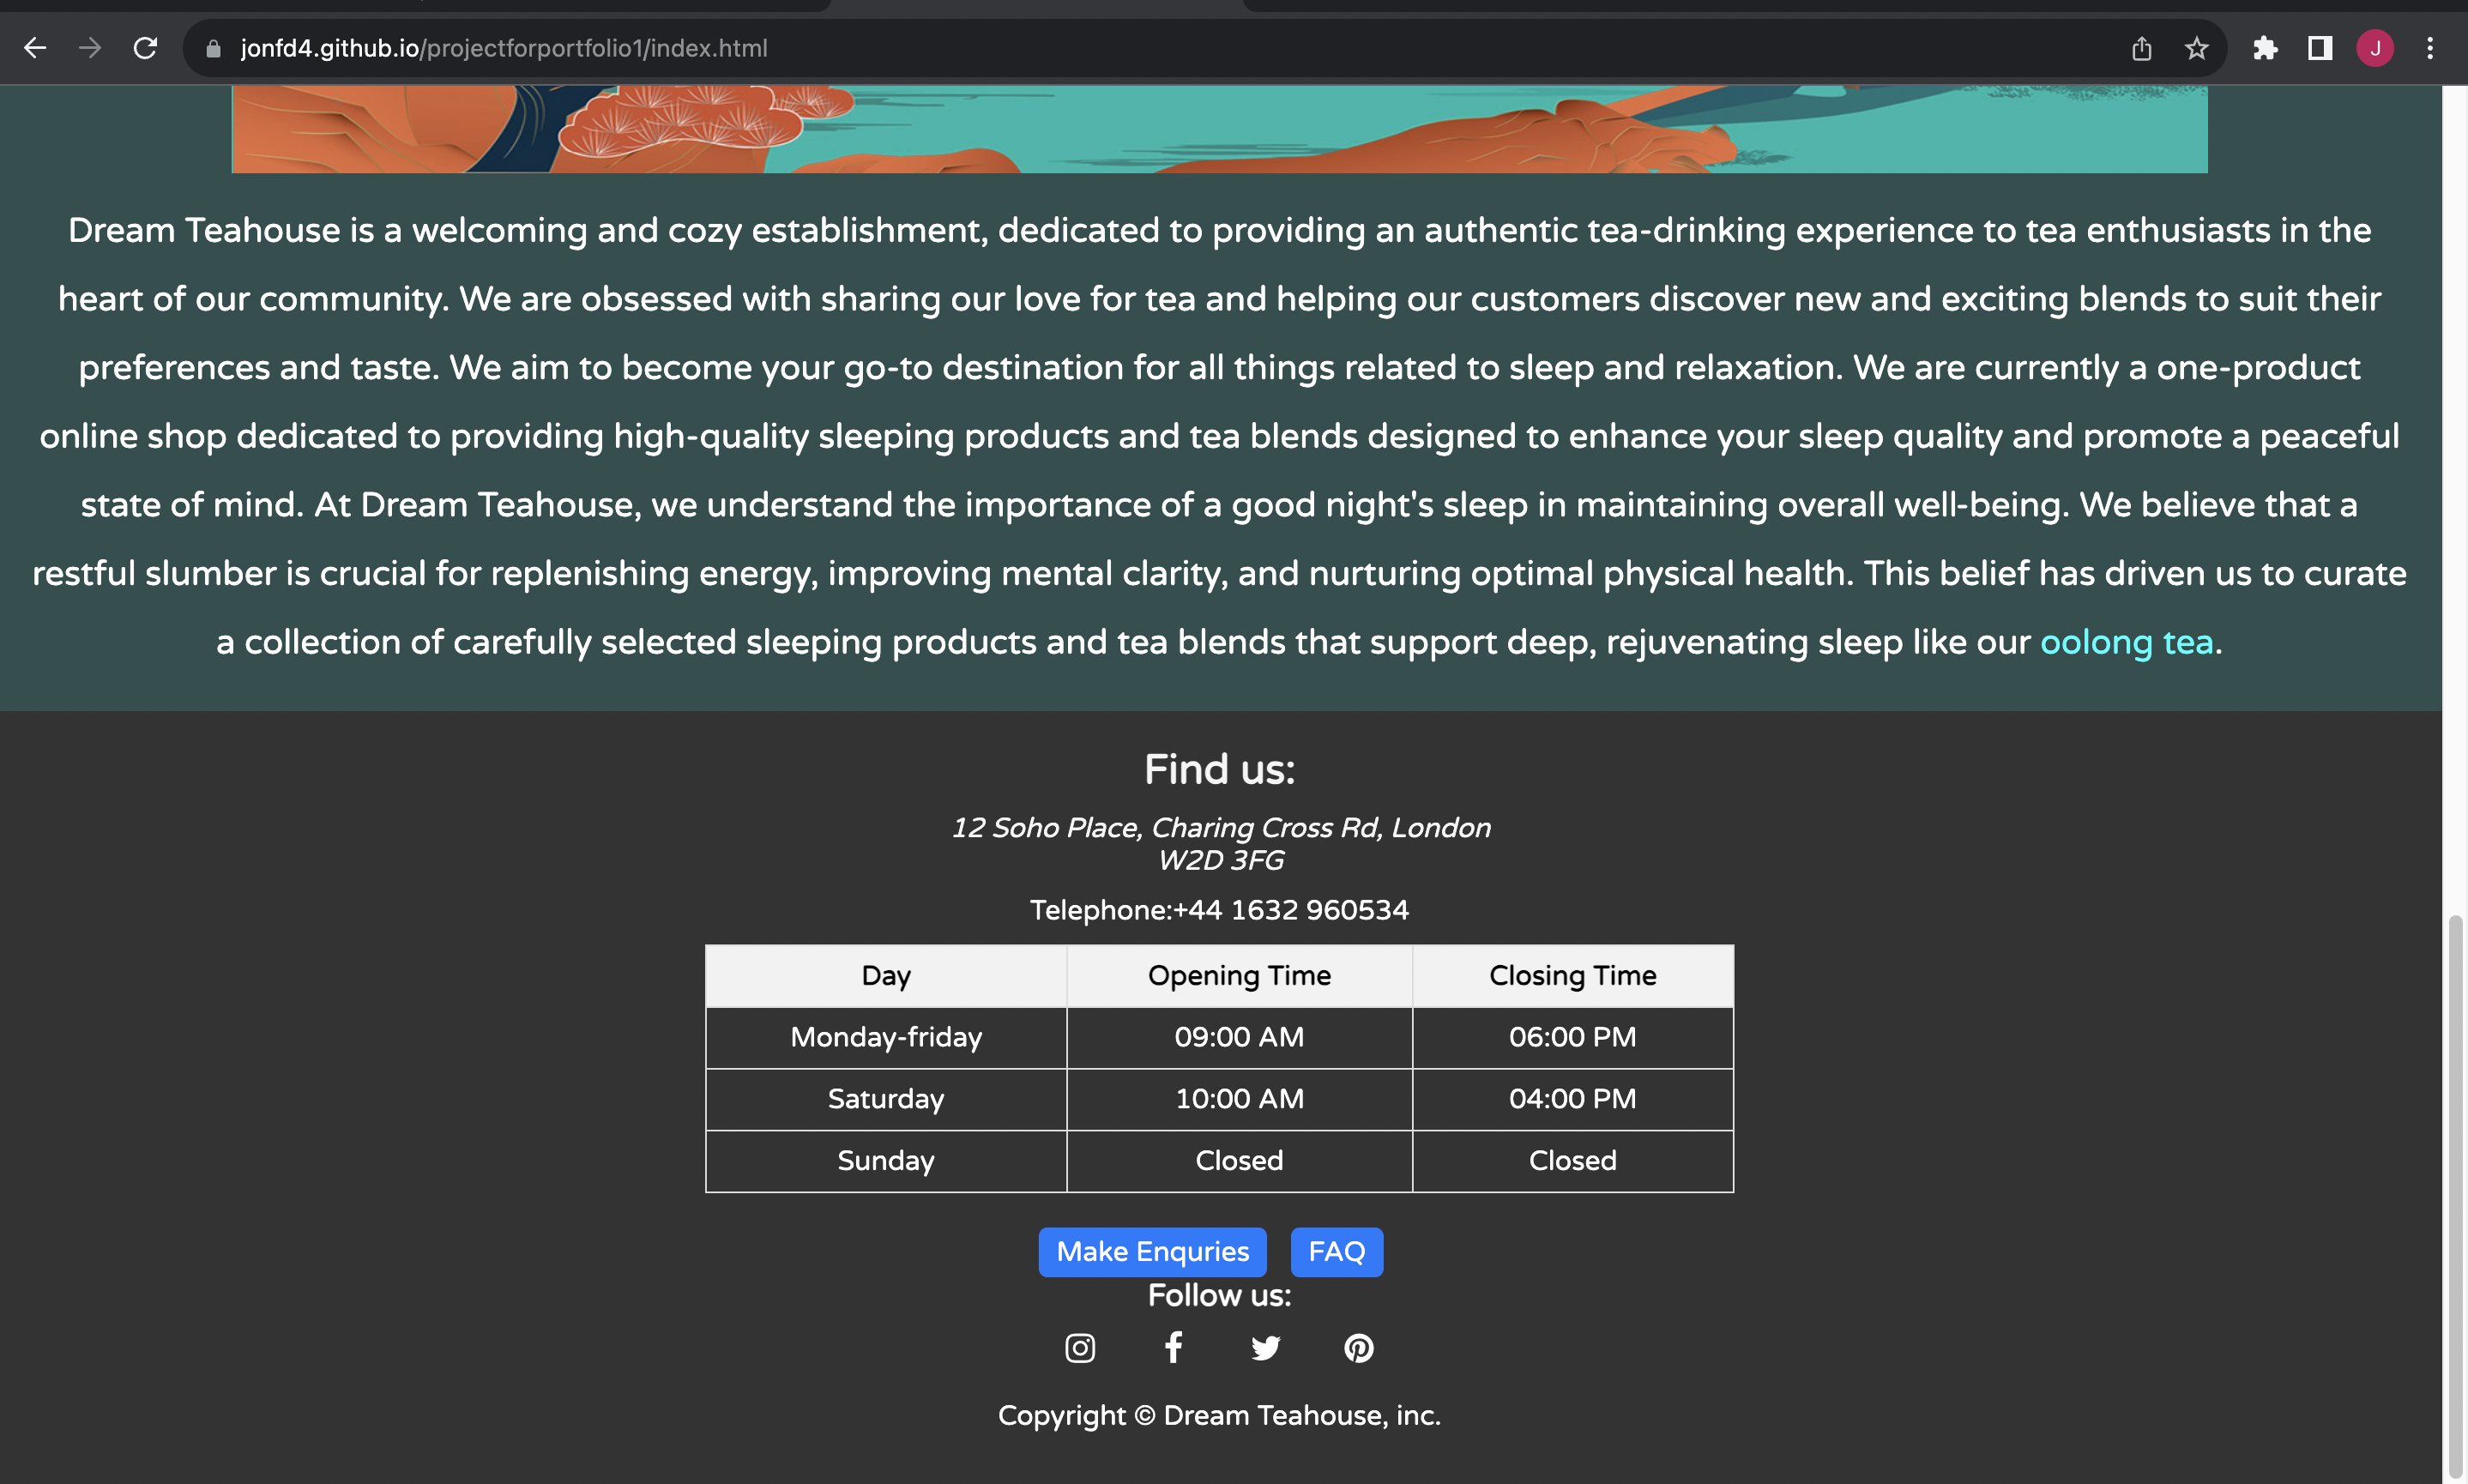 jonfd4.github.io/projectforportfolio1/index.html
J
Dream Teahouse is a welcoming and cozy establishment, dedicated to providing an authentic tea-drinking experience to tea enthusiasts in the
heart of our community. We are obsessed with sharing our love for tea and helping our customers discover new and exciting blends to suit their
preferences and taste. We aim to become your go-to destination for all things related to sleep and relaxation. We are currently a one-product
online shop dedicated to providing high-quality sleeping products and tea blends designed to enhance your sleep quality and promote a peaceful
state of mind. At Dream Teahouse, we understand the importance of a good night's sleep in maintaining overall well-being. We believe that a
restful slumber is crucial for replenishing energy, improving mental clarity, and nurturing optimal physical health. This belief has driven us to curate
a collection of carefully selected sleeping products and tea blends that support deep, rejuvenating sleep like our oolong tea.
Find us:
12 Soho Place, Charing Cross Rd, London
W2D 3FG
Telephone:+44 1632 960534
Day Opening Time Closing Time
Monday-friday 09:00 AM 06:00 PM
Saturday 10:00 AM 04:00 PM
Sunday Closed Closed
Make Enquries FAQ
Follow us:
Copyright © Dream Teahouse, inc.